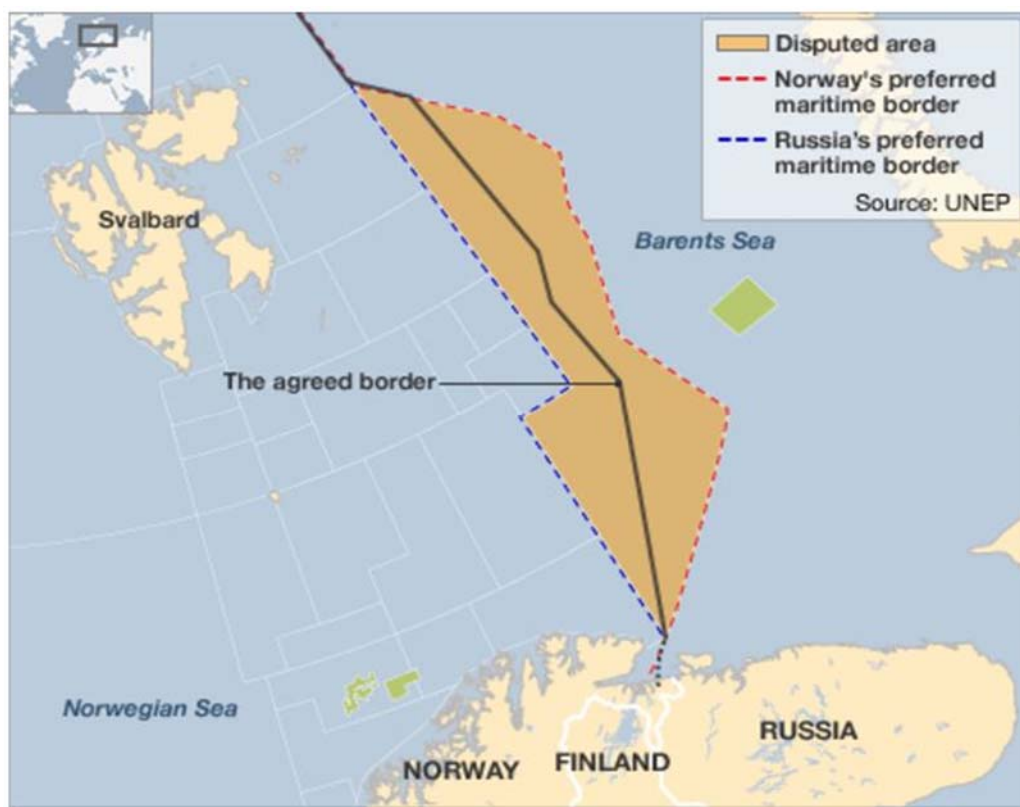 Disputed area
Norway's preferred
maritime border
Russia's preferred
maritime border
Source: UNEP
Svalbard
Barents Sea
The agreed border
Norwegian Sea
NORWAY
FINLAND
RUSSIA